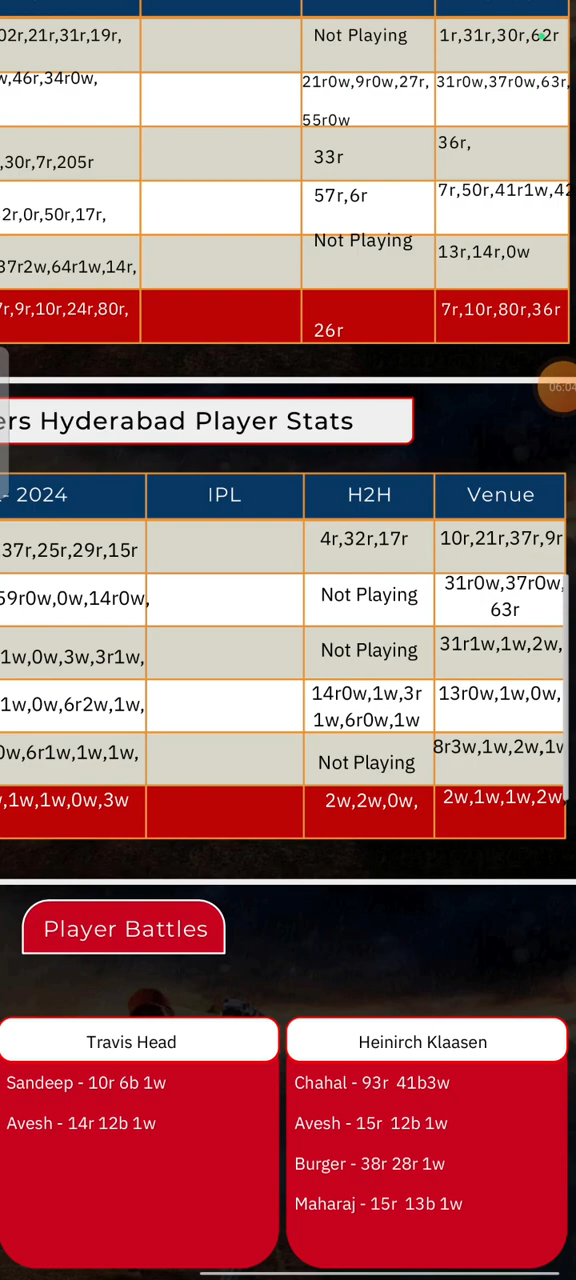 02r,21r,31r,19r,
Not Playing
1r,31r,30r,62r
w,46r,34r0w,
21r0w,9r0w,27r,
55r0w
31r0w,37r0w,63r,
,30r,7r,205r
33r
36r,
2r,0r,50r,17r,
57r,6r
7r,50r,41r1w,42
37r2w,64r1w,14r,
Not Playing
13r,14r,0w
7r,9r,10r,24r,80r,
26r
7r,10r,80r,36r
06:04
ers Hyderabad Player Stats
- 2024 IPL H2H Venue
37r,25r,29r,15r
4r,32r,17r
10r,21r,37r,9r
59r0w,0w,14r0w,
Not Playing
31r0w,37r0w,
63r
1w,0w,3w,3r1w,
Not Playing
31r1w,1w,2w,
1w,0w,6r2w,1w,
14r0w,1w,3r
1w,6r0w,1w
13r0w,1w,0w,
0w,6r1w,1w,1w,
Not Playing
8r3w,1w,2w,1w
,1w,1w,0w,3w
2w,2w,0w,
2w,1w,1w,2w
Player Battles
Travis Head
Sandeep - 10r 6b 1w
Avesh - 14r 12b 1w
Heinirch Klaasen
Chahal - 93r 41b3w
Avesh - 15r 12b 1w
Burger - 38r 28r 1w
Maharaj - 15r 13b 1w